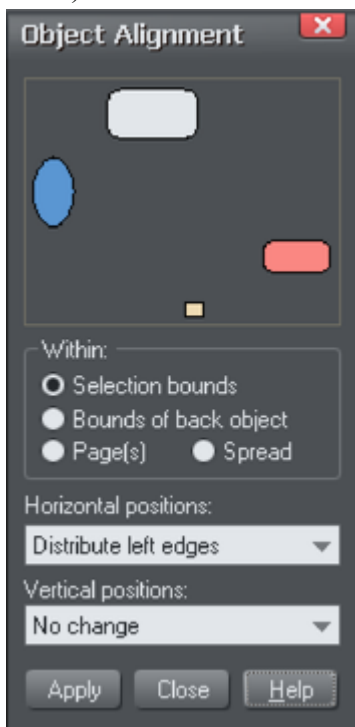 Object Alignment
Within:
Selection bounds
Bounds of back object
Page(s) Spread
Horizontal positions:
Distribute left edges
Vertical positions:
No change
Apply Close Help